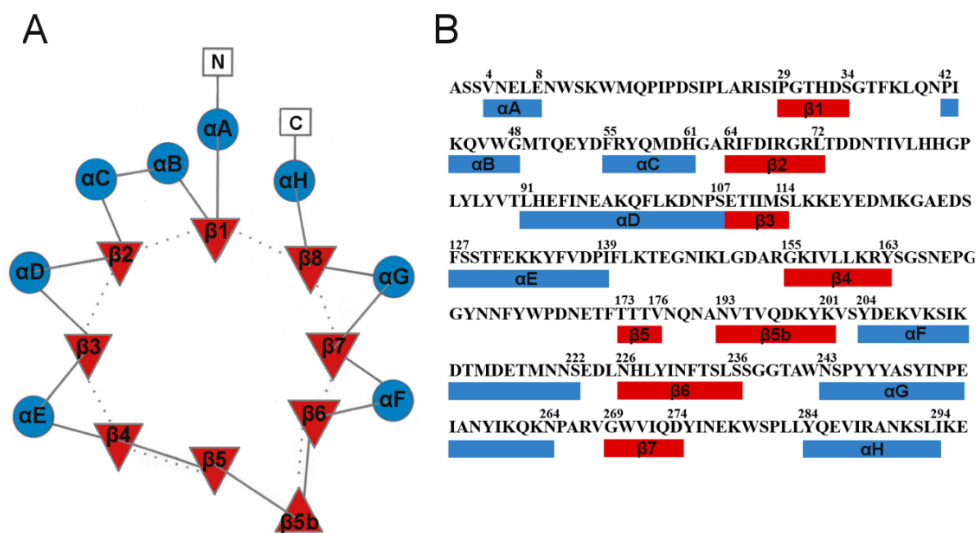 A
N
αA
C
αH
αB
αC
β1
β2
β8
αD
αG
β3
β7
αE
αF
β4
β6
β5
β5b
B
4 8 29 34 42
ASSVNELENWSKWMQPIPDSIPLARISIPGTHDSGTFKLQNPI
αA β1
48 55 61 64 72
KQVWGMTQEYDFRYQMDHGARIFDIRGRLTDDNTIVLHHGP
αB αC β2
91 107 114
LYLYVTLHEFINEAKQFLKDNPSETIIMSLKKEYEDMKGAEDS
αD β3
127 139 155 163
FSSTFEKKYFVDPIFLKTEGNIKLGDARGKIVLLKRYSGSNEPG
αE β4
173 176 193 201 204
GYNNFYWPDNETFTTTVNQNANVTVQDKYKVSYDEKVKSIK
β5 β5b αF
222 226 236 243
DTMDETMNNSEDLNHLYINFTSLSSGGTAWNSPYYYASYINPE
β6 αG
264 269 274 284 294
IANYIKQKNPARVGWVIQDYINEKWSPLLYQEVIRANKSLIKE
β7 αH